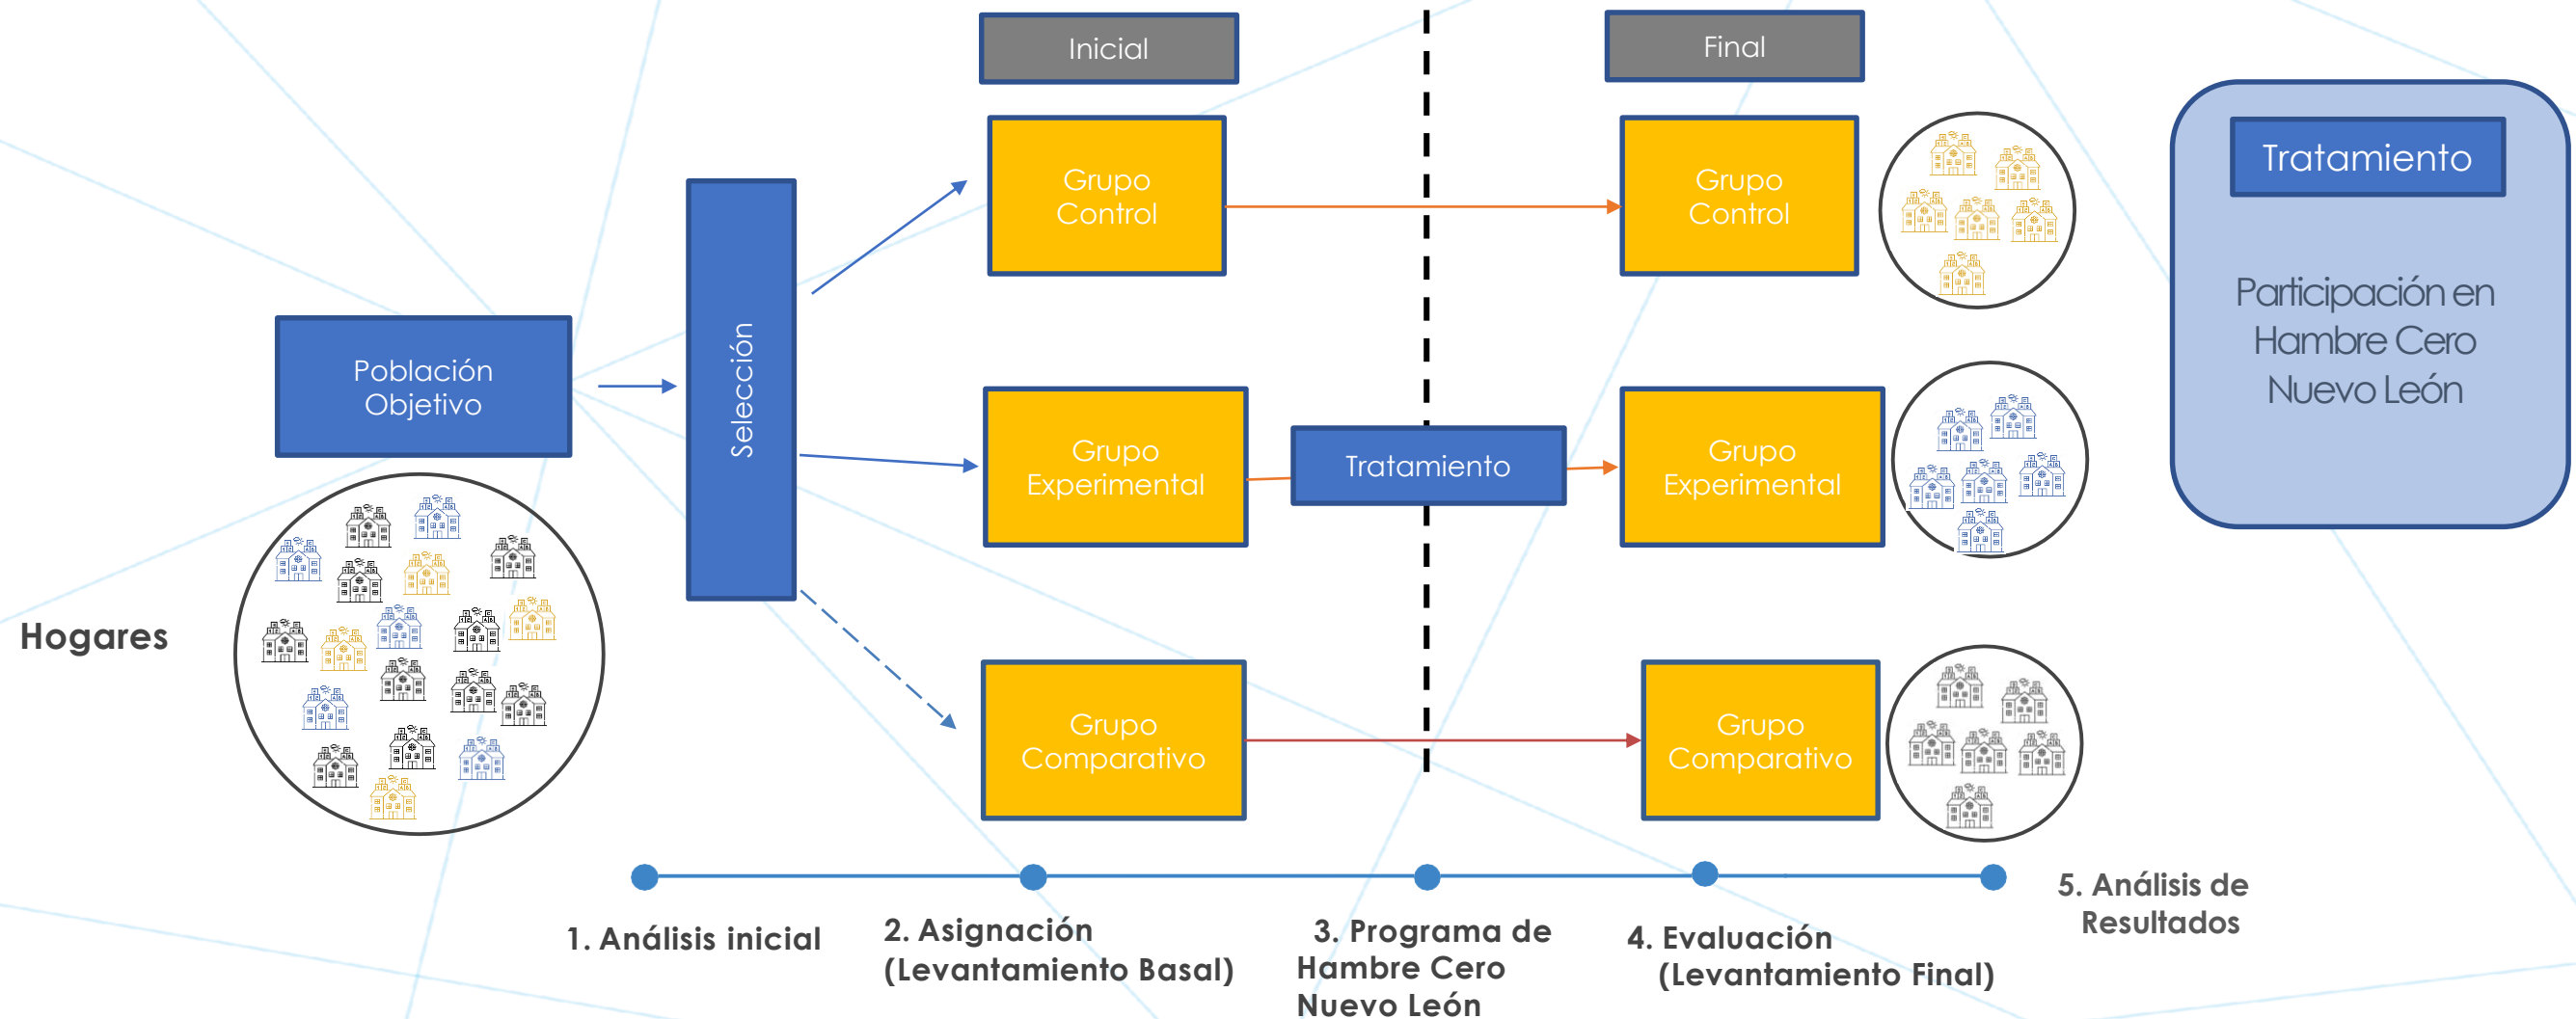 Inicial
Final
Grupo
Control
Grupo
Control
Tratamiento
Participación en
Hambre Cero
Nuevo León
Población
Objetivo
Selección
Grupo
Experimental
Tratamiento
Grupo
Experimental
Hogares
Grupo
Comparativo
Grupo
Comparativo
1. Análisis inicial
2. Asignación
(Levantamiento Basal)
3. Programa de
Hambre Cero
Nuevo León
4. Evaluación
(Levantamiento Final)
5. Análisis de
Resultados